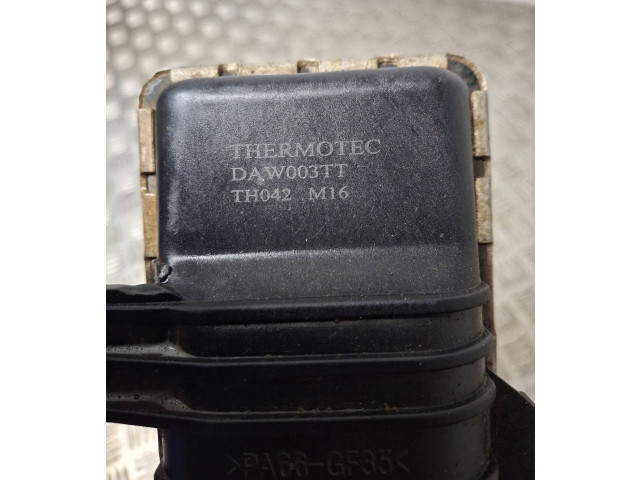 THERMOTEC
DAW003TT
TH042 M16
>PA66-GF35<